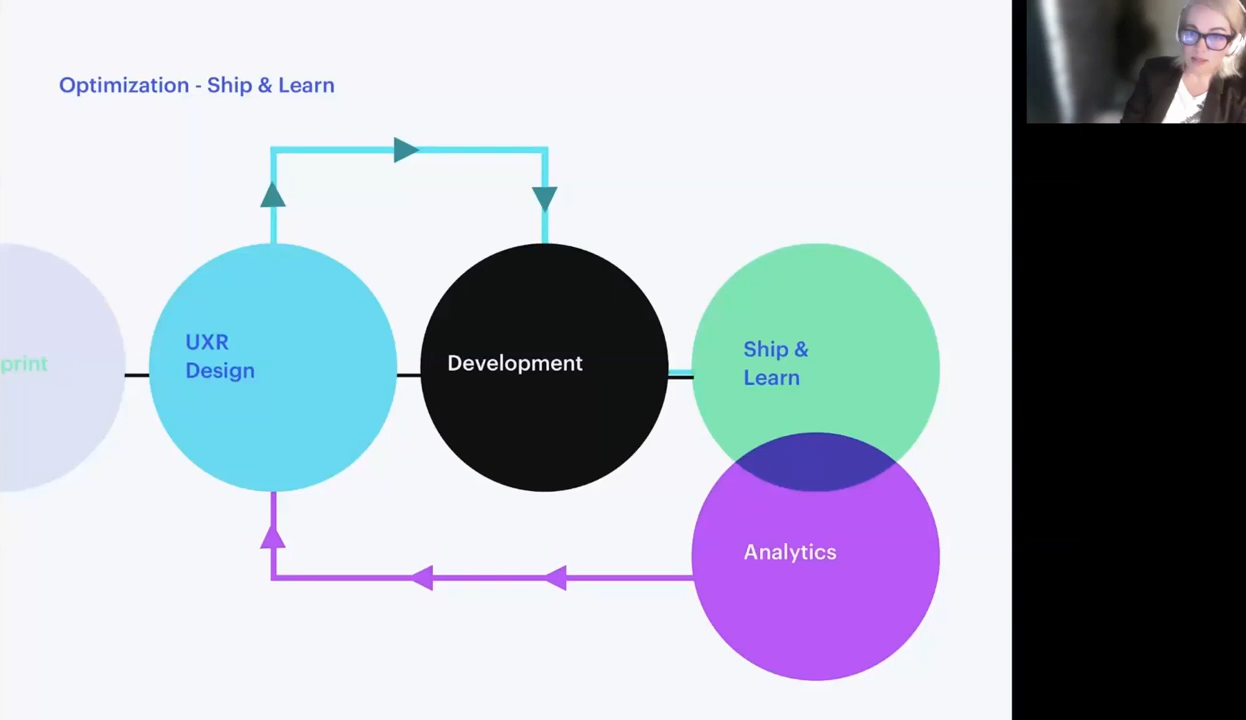 Optimization - Ship & Learn
print
UXR
Design
Development
Ship &
Learn
Analytics